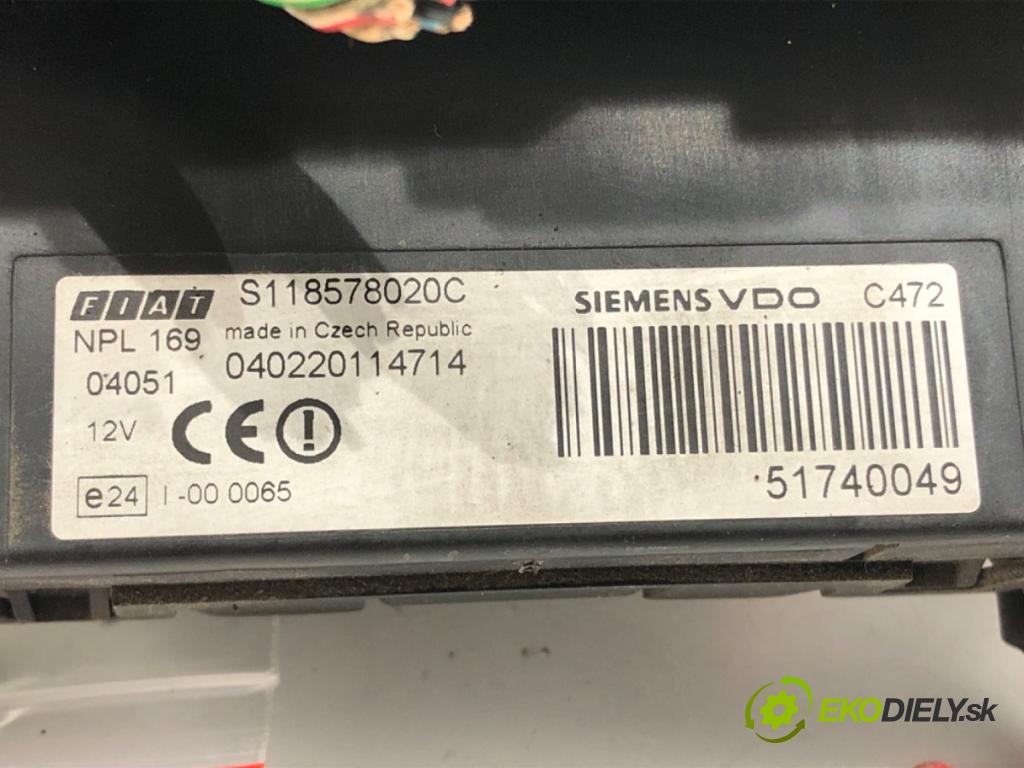 FIAT S118578020C
NPL 169 made in Czech Republic
04051 040220114714
12V CE
e24 I -00 0065
SIEMENS VDO C472
51740049
EKODIELY.sk